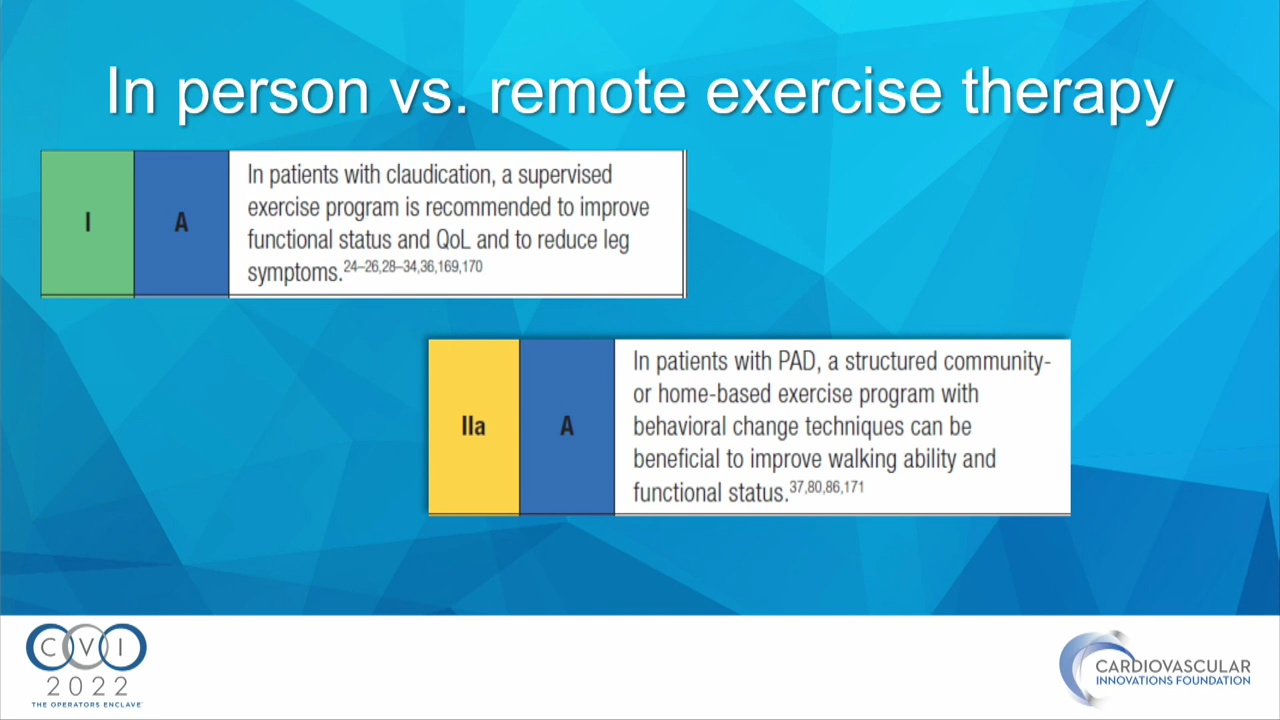 In person vs. remote exercise therapy
I
A
In patients with claudication, a supervised
exercise program is recommended to improve
functional status and QoL and to reduce leg
symptoms.24–26,28–34,36,169,170
IIa
A
In patients with PAD, a structured community-
or home-based exercise program with
behavioral change techniques can be
beneficial to improve walking ability and
functional status.37,80,86,171
C V I
2022
THE OPERATORS ENCLAVE
CARDIOVASCULAR
INNOVATIONS FOUNDATION